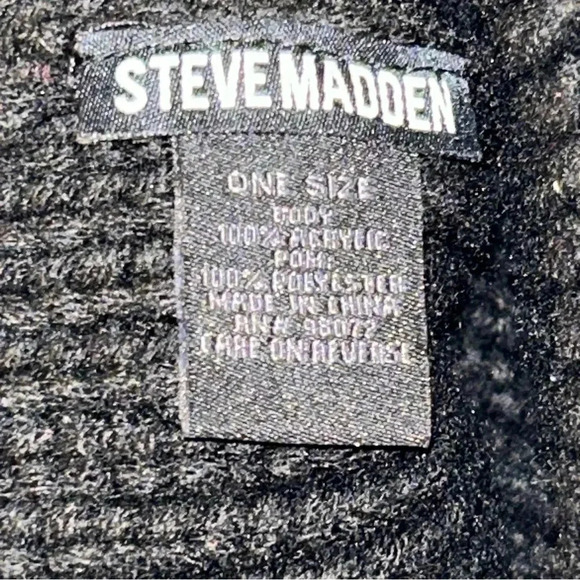 STEVE MADDEN
ONE SIZE
BODY
100% ACRYLIC
POM:
100% POLYESTER
MADE IN CHINA
RN# 98072
CARE ON REVERSE